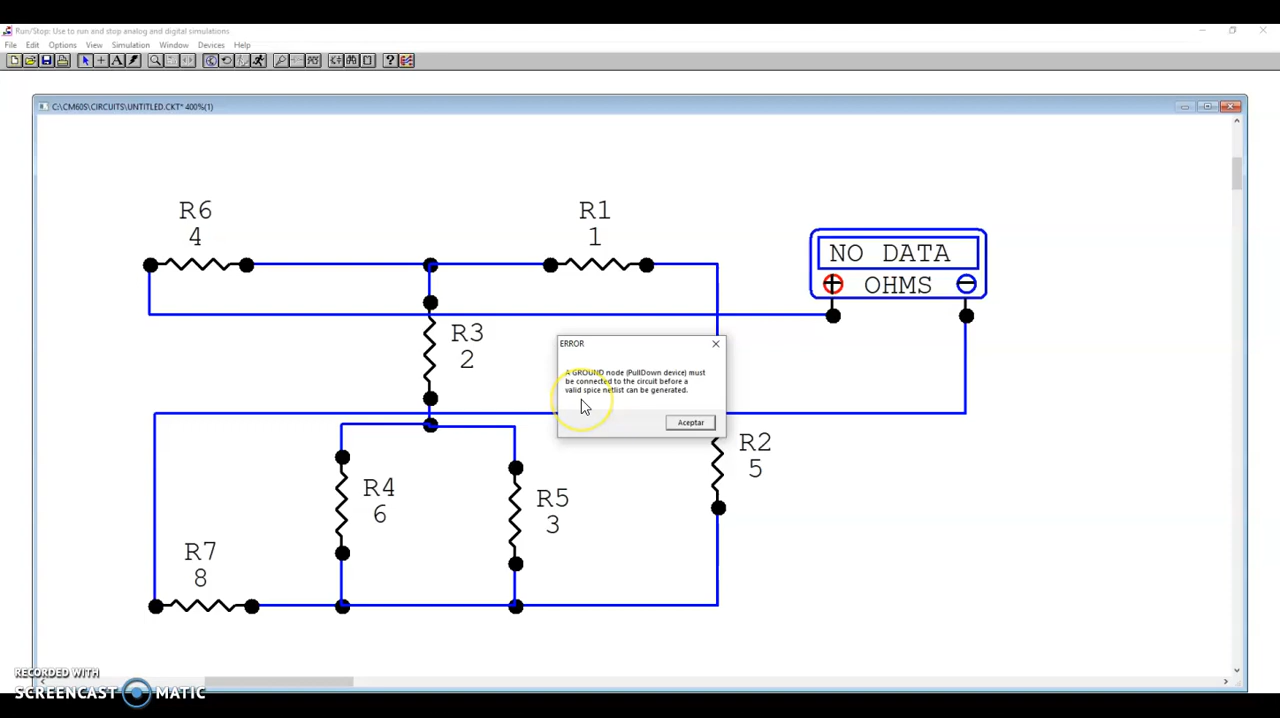 Run/Stop: Use to run and stop analog and digital simulations
File Edit Options View Simulation Window Devices Help
C:\CM60S\CIRCUITS\UNTITLED.CKT* 400%(1)
R6
4
R1
1
NO DATA
OHMS
R3
2
ERROR
A GROUND node (PullDown device) must
be connected to the circuit before a
valid spice netlist can be generated.
Aceptar
R2
5
R4
6
R5
3
R7
8
RECORDED WITH
SCREENCAST MATIC